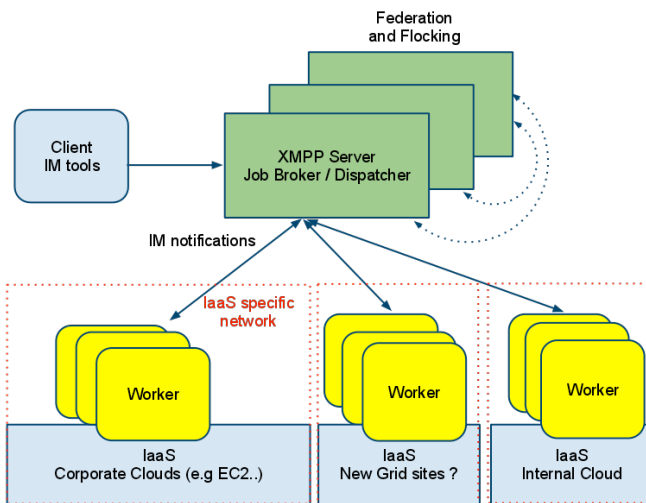 Federation
and Flocking
Client
IM tools
XMPP Server
Job Broker / Dispatcher
IM notifications
IaaS specific
network
Worker
Worker
Worker
IaaS
Corporate Clouds (e.g EC2..)
IaaS
New Grid sites ?
IaaS
Internal Cloud